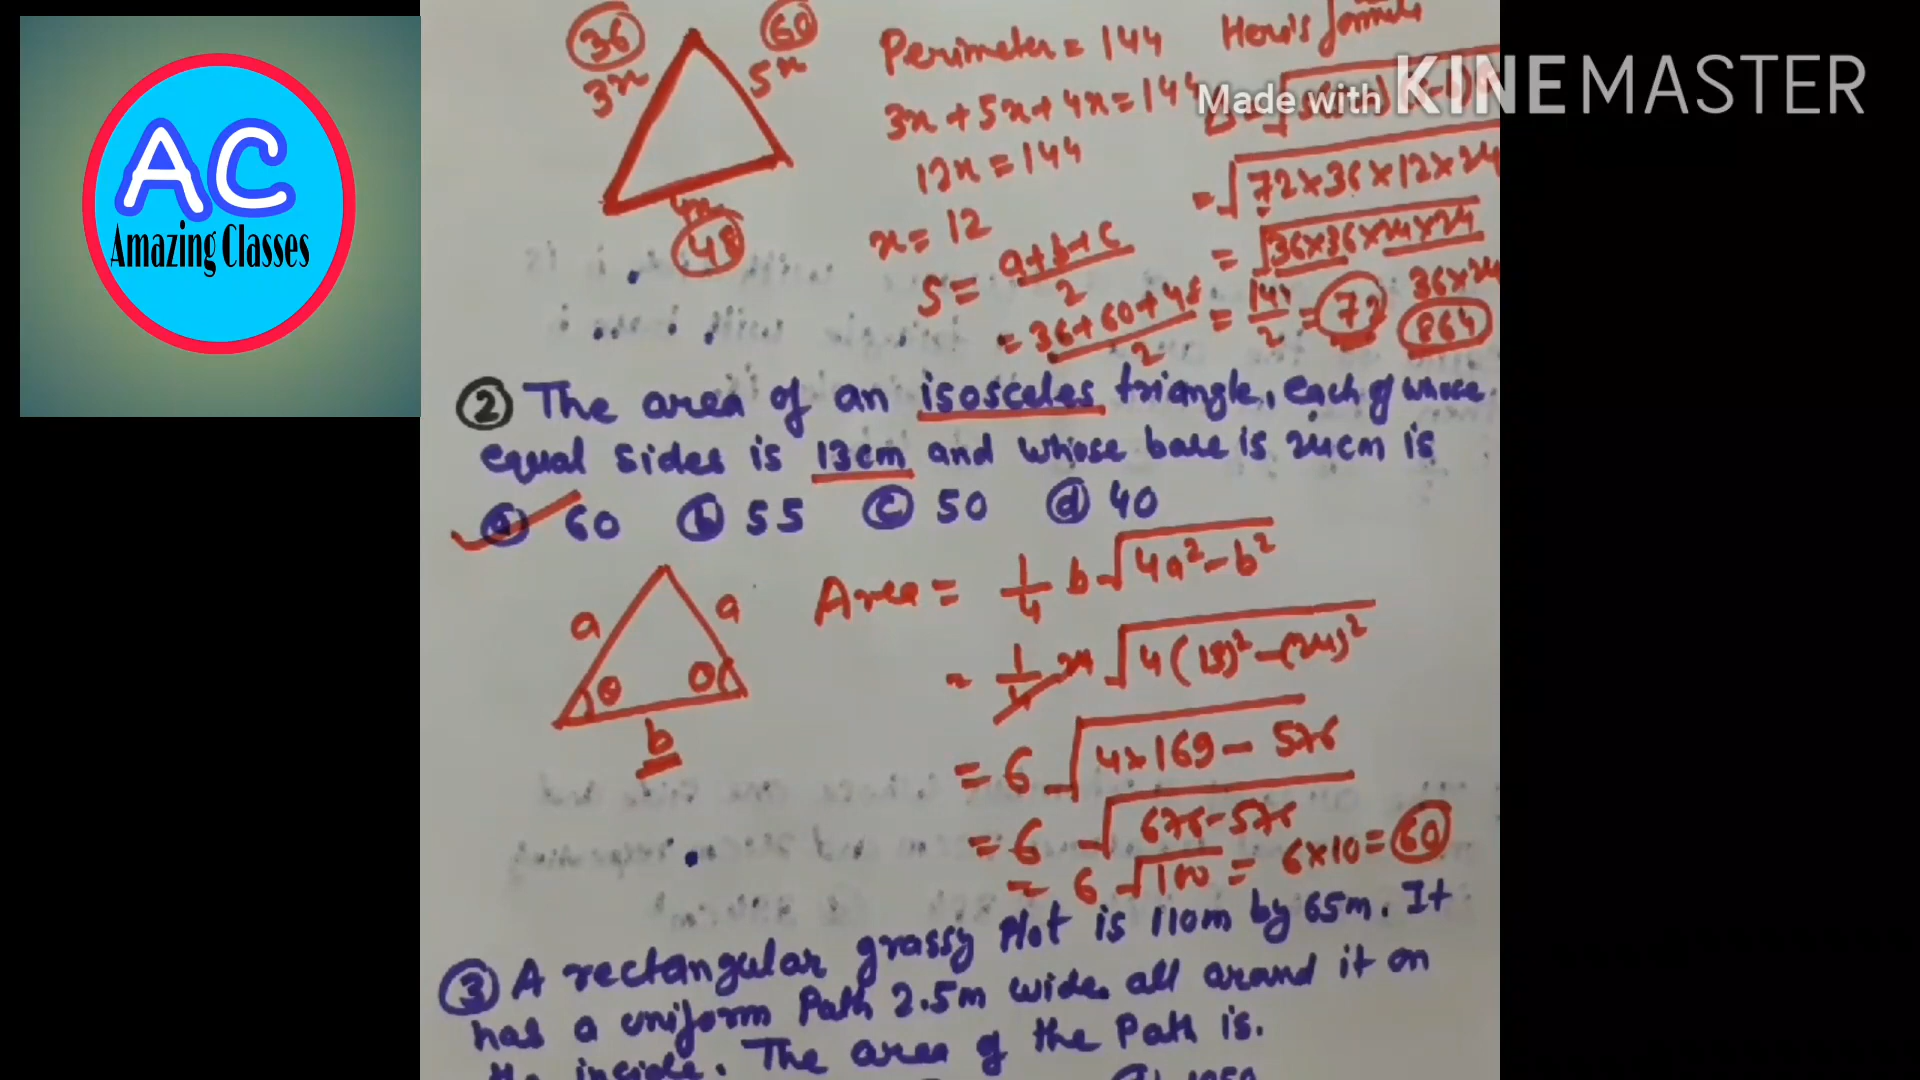 AC
Amazing Classes
Made with KINEMASTER
36
60
3x
5x
4x
48
Perimeter = 144
3x + 5x + 4x = 144
12x = 144
x = 12
S = a+b+c / 2
= 36+60+48 / 2 = 144 / 2 = 72
= √72×36×12×24
= √36×36×24×24
36×24
864
② The area of an isosceles triangle, each of whose
equal sides is 13cm and whose base is 24cm is
ⓐ 60 ⓑ 55 ⓒ 50 ⓓ 40
a
a
θ
θ
b
Area = 1/4 b √4a² - b²
= 1/4 24 √4(13)² - (24)²
= 6 √4×169 - 576
= 6 √676-576
= 6 √100 = 6×10 = 60
③ A rectangular grassy Plot is 110m by 65m. It
has a uniform Path 2.5m wide all around it on
the inside. The area of the Path is.